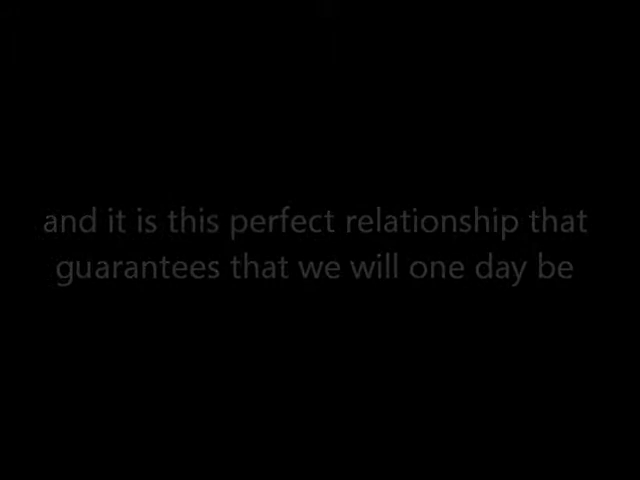 and it is this perfect relationship that
guarantees that we will one day be